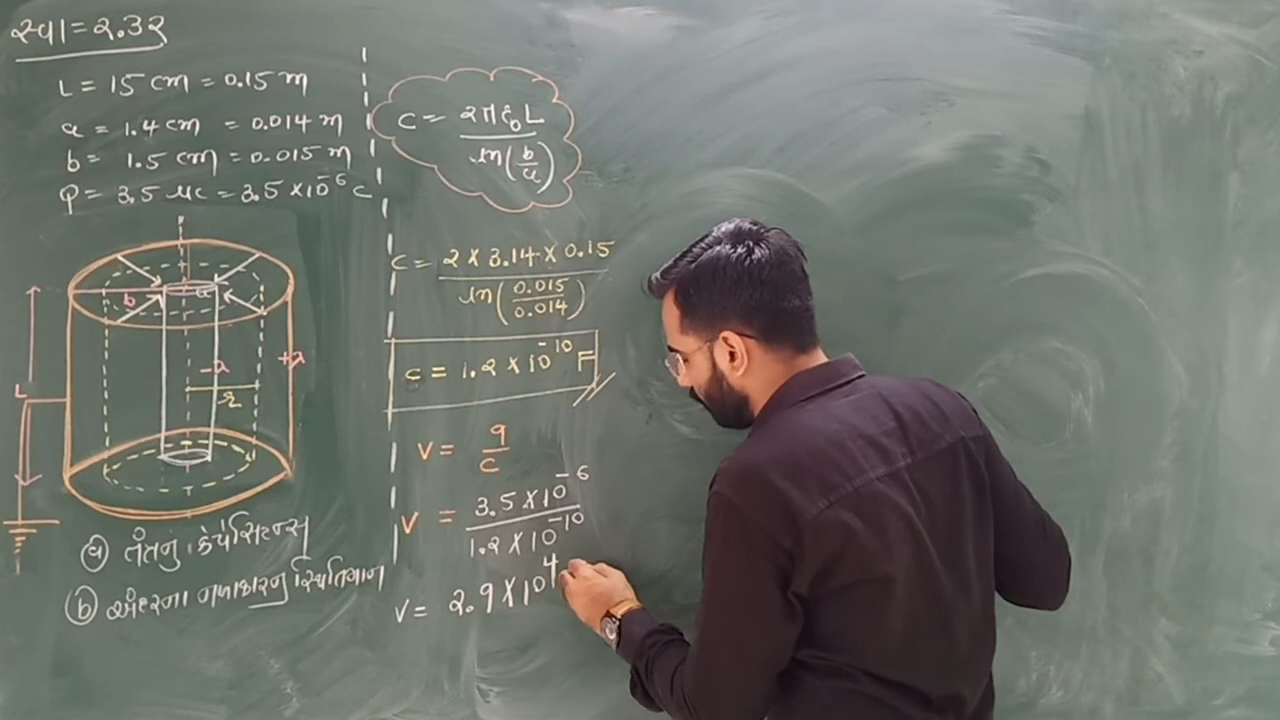 સ્વા = 2.32
L = 15 cm = 0.15 m
a = 1.4 cm = 0.014 m
b = 1.5 cm = 0.015 m
q = 3.5 μc = 3.5 × 10⁻⁶ C
b a
-λ +λ
r
L
(a) તંત્રનું કેપેસિટન્સ
(b) અંદરના નળાકારનું સ્થિતિમાન
C = 2πε₀L / ln(b/a)
C = 2 × 3.14 × 0.15 / ln(0.015/0.014)
C = 1.2 × 10⁻¹⁰ F
V = q/C
V = 3.5 × 10⁻⁶ / 1.2 × 10⁻¹⁰
V = 2.9 × 10⁴